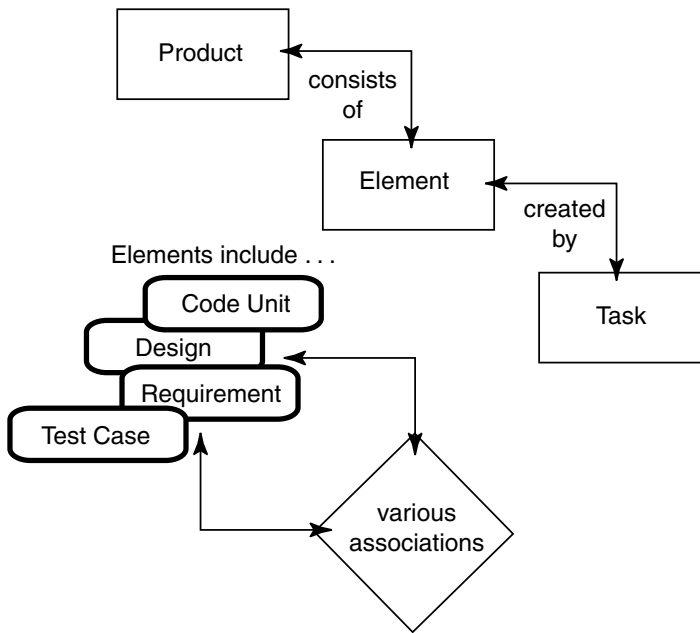 Product
consists
of
Element
created
by
Elements include . . .
Code Unit
Task
Design
Requirement
Test Case
various
associations